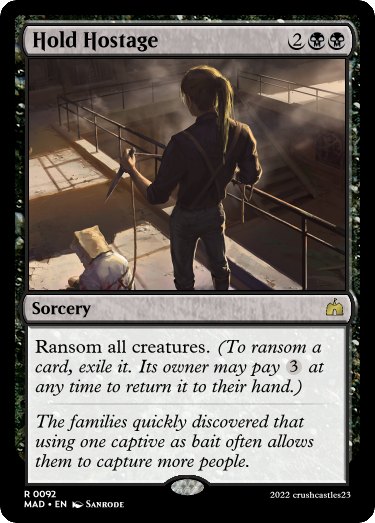 Hold Hostage 2
Sorcery
Ransom all creatures. (To ransom a
card, exile it. Its owner may pay 3 at
any time to return it to their hand.)
The families quickly discovered that
using one captive as bait often allows
them to capture more people.
R 0092
MAD • EN SANRODE
2022 crushcastles23